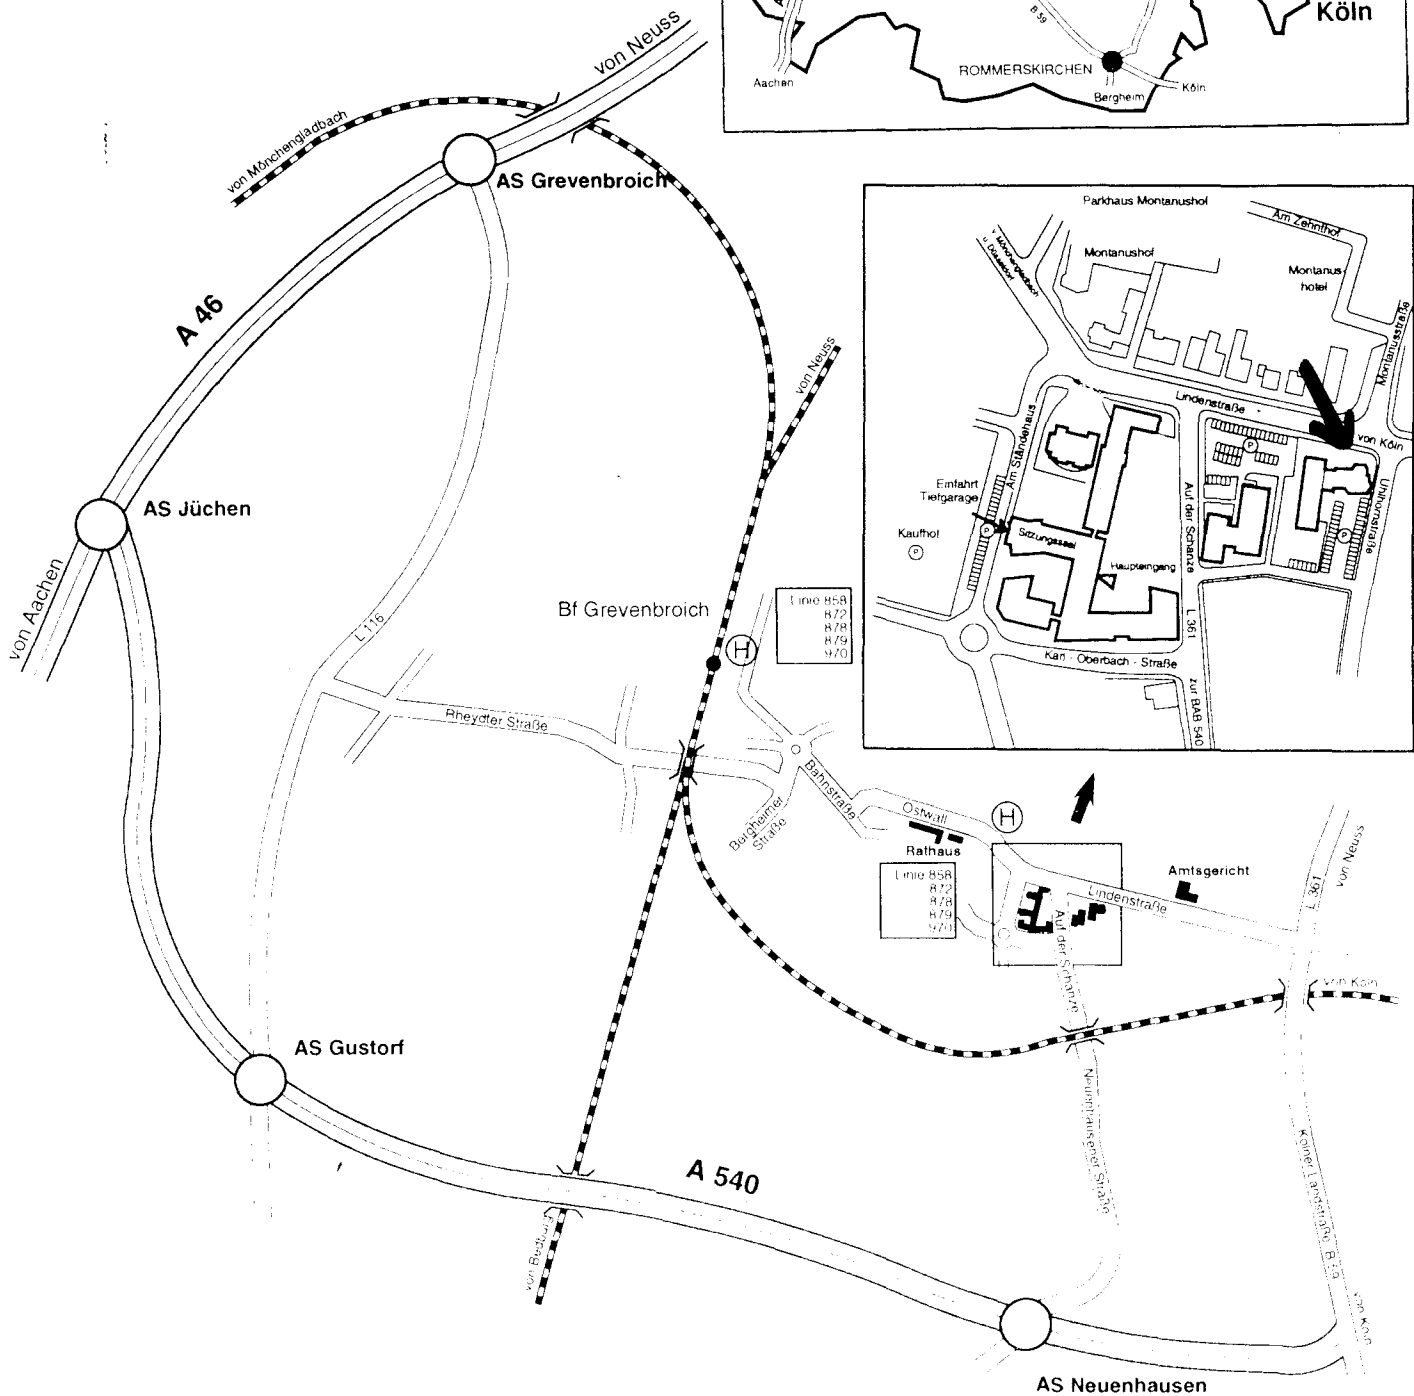 Köln
B 59
ROMMERSKIRCHEN
Aachen
Bergheim
Köln
von Neuss
von Mönchengladbach
AS Grevenbroich
A 46
AS Jüchen
von Aachen
L 116
von Neuss
Bf Grevenbroich
H
Linie 858
872
878
879
970
Rheydter Straße
Bahnstraße
Bergheimer
Straße
Ostwall
H
Rathaus
Linie 858
872
878
879
970
Amtsgericht
Lindenstraße
Auf der Schanze
L 361
von Neuss
von Köln
AS Gustorf
A 540
von Bedburg
Neuenhausener Straße
Kölner Landstraße B 59
von Köln
AS Neuenhausen
Parkhaus Montanushof
Am Zehnthof
v. Mönchengladbach
u. Düsseldorf
Montanushof
Montanus-
hotel
Montanusstraße
Lindenstraße
von Köln
Am Ständehaus
P
Einfahrt
Tiefgarage
Kaufhof
P
P
Sitzungssaal
Haupteingang
Auf der Schanze
P
Uhlhornstraße
L 361
Karl - Oberbach - Straße
zur BAB 540